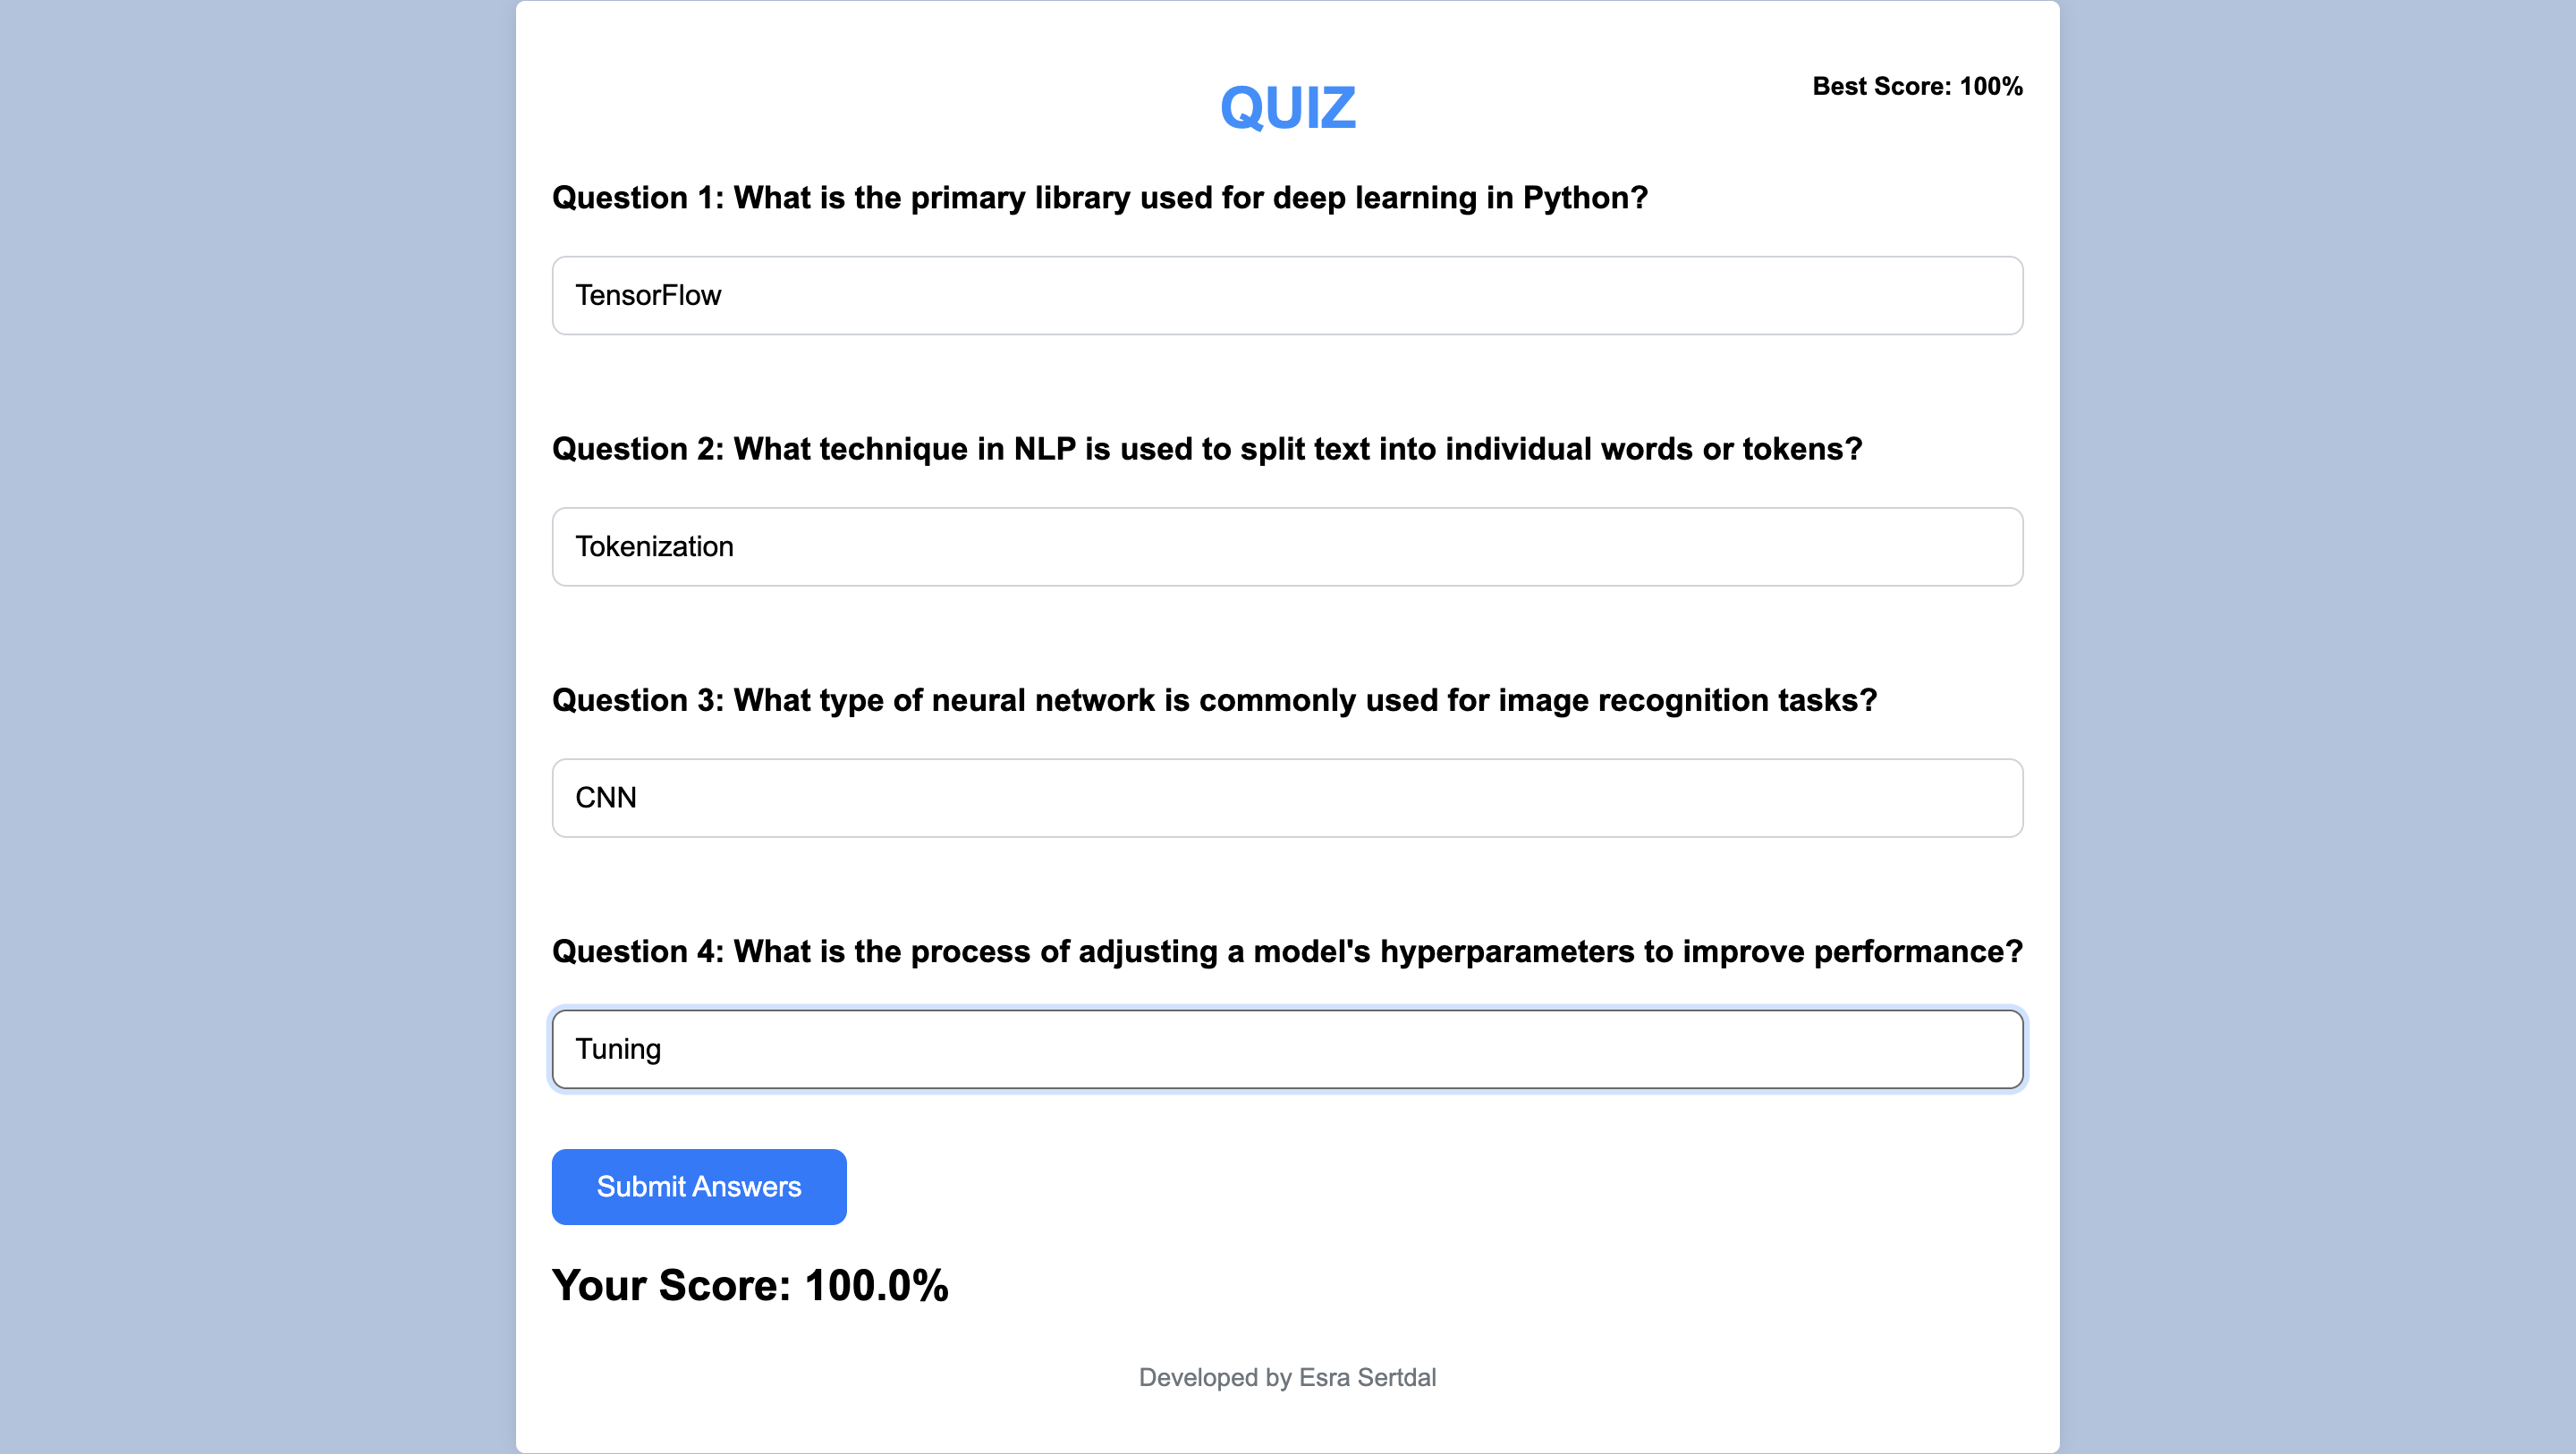 Best Score: 100%
QUIZ
Question 1: What is the primary library used for deep learning in Python?
TensorFlow
Question 2: What technique in NLP is used to split text into individual words or tokens?
Tokenization
Question 3: What type of neural network is commonly used for image recognition tasks?
CNN
Question 4: What is the process of adjusting a model's hyperparameters to improve performance?
Tuning
Submit Answers
Your Score: 100.0%
Developed by Esra Sertdal